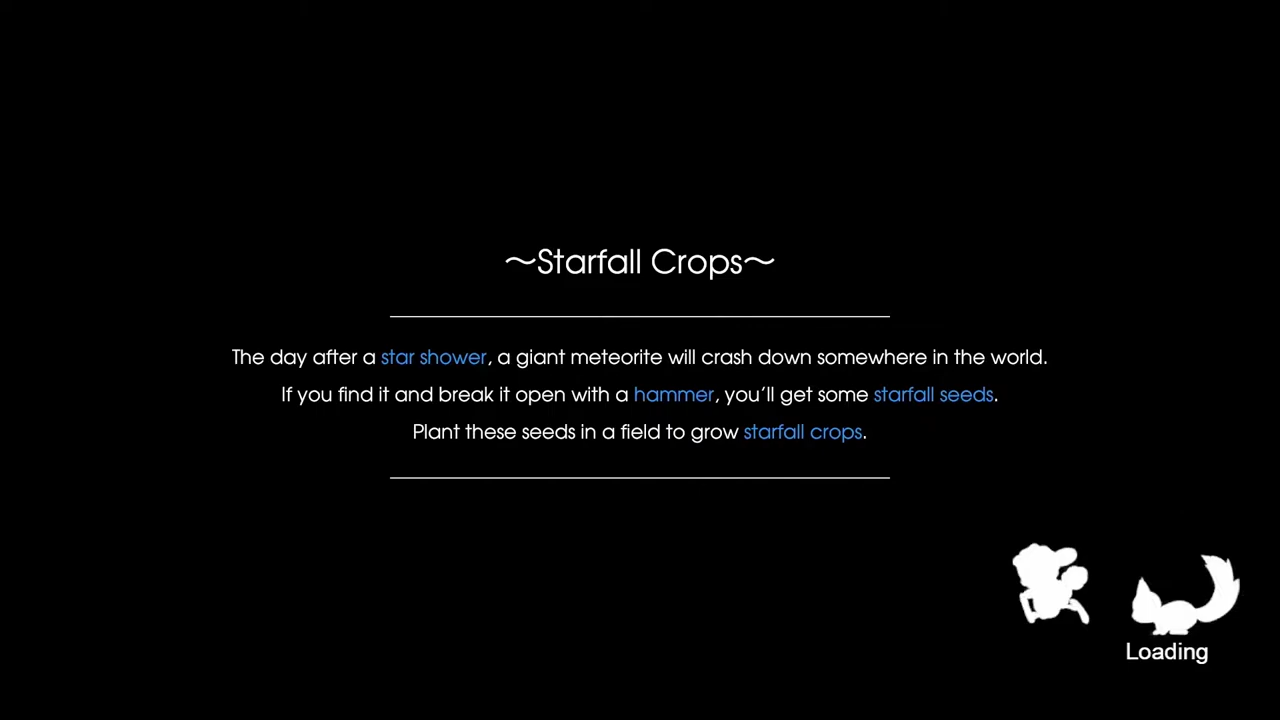 ～Starfall Crops～
The day after a star shower, a giant meteorite will crash down somewhere in the world.
If you find it and break it open with a hammer, you’ll get some starfall seeds.
Plant these seeds in a field to grow starfall crops.
Loading